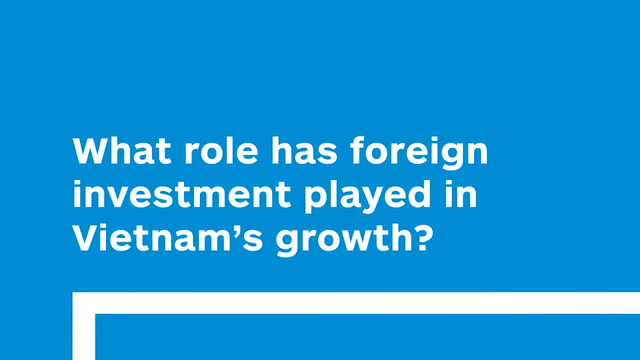 What role has foreign
investment played in
Vietnam’s growth?